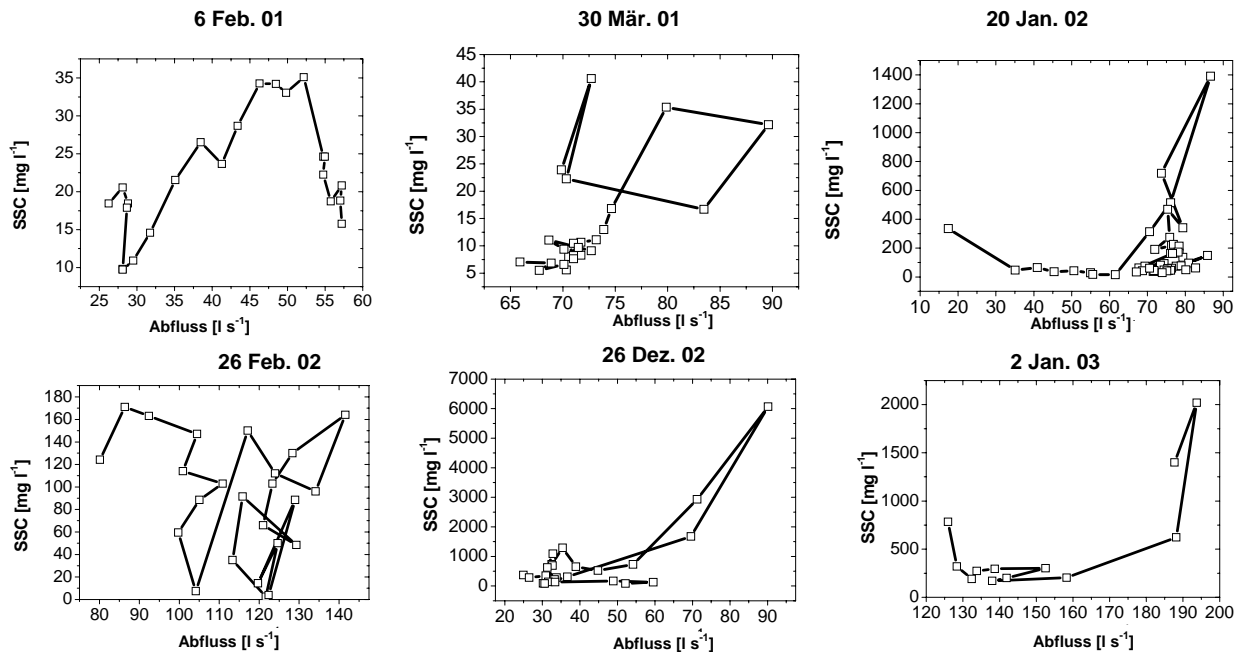 6 Feb. 01
30 Mär. 01
20 Jan. 02
SSC [mg l⁻¹]
35
30
25
20
15
10
25 30 35 40 45 50 55 60
Abfluss [l s⁻¹]
SSC [mg l⁻¹]
45
40
35
30
25
20
15
10
5
65 70 75 80 85 90
Abfluss [l s⁻¹]
SSC [mg l⁻¹]
1400
1200
1000
800
600
400
200
0
10 20 30 40 50 60 70 80 90
Abfluss [l s⁻¹]
26 Feb. 02
26 Dez. 02
2 Jan. 03
SSC [mg l⁻¹]
180
160
140
120
100
80
60
40
20
0
80 90 100 110 120 130 140
Abfluss [l s⁻¹]
SSC [mg l⁻¹]
7000
6000
5000
4000
3000
2000
1000
0
20 30 40 50 60 70 80 90 100
Abfluss [l s⁻¹]
SSC [mg l⁻¹]
2000
1500
1000
500
0
120 130 140 150 160 170 180 190 200
Abfluss [l s⁻¹]